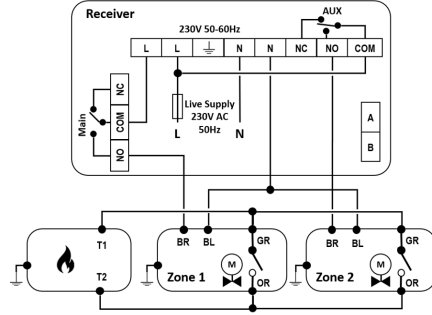 Receiver
AUX
230V 50-60Hz
L L N N NC NO COM
NC
COM
NO
Main
Live Supply
230V AC
50Hz
L N
A
B
T1
T2
BR BL GR
M
Zone 1
OR
BR BL GR
M
Zone 2
OR